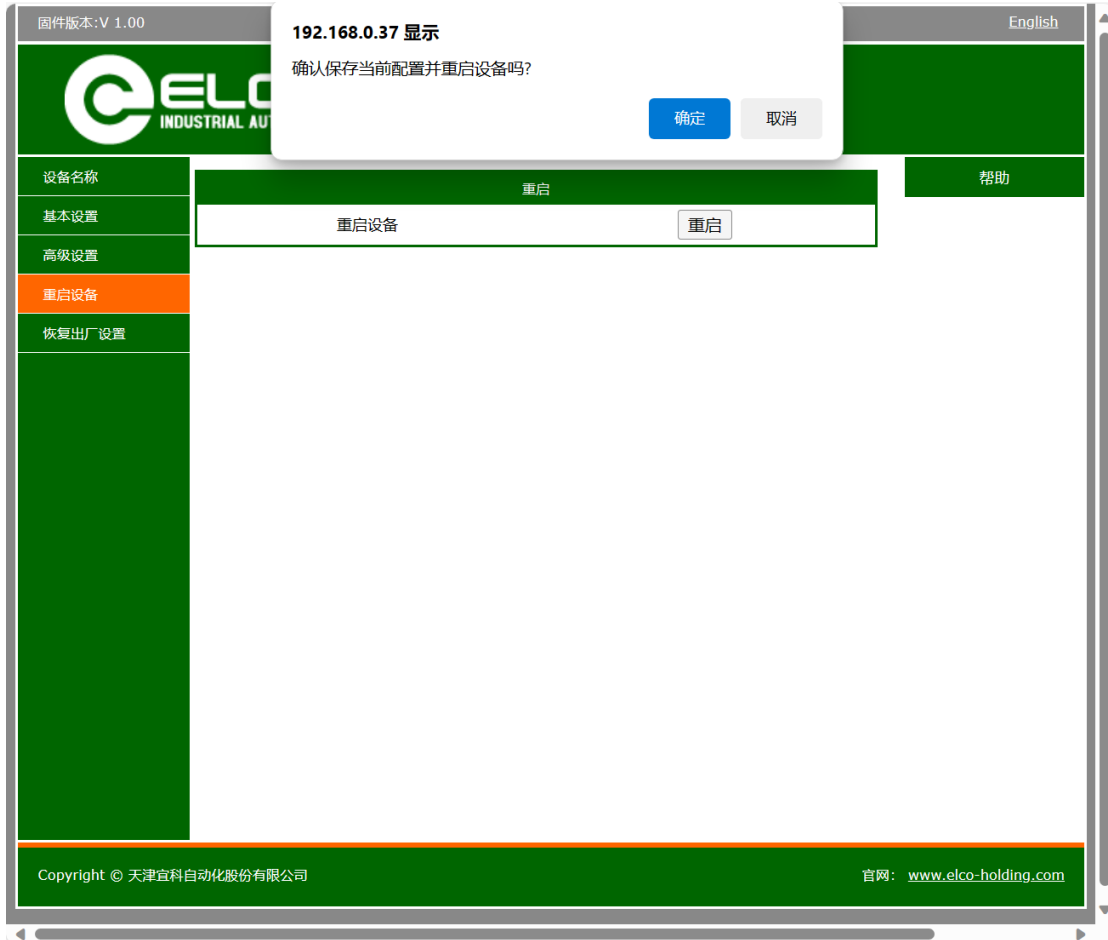 固件版本:V 1.00
English
192.168.0.37 显示
确认保存当前配置并重启设备吗?
确定
取消
INDUSTRIAL
设备名称
基本设置
高级设置
重启设备
恢复出厂设置
重启
重启设备
重启
帮助
Copyright © 天津宜科自动化股份有限公司
官网: www.elco-holding.com